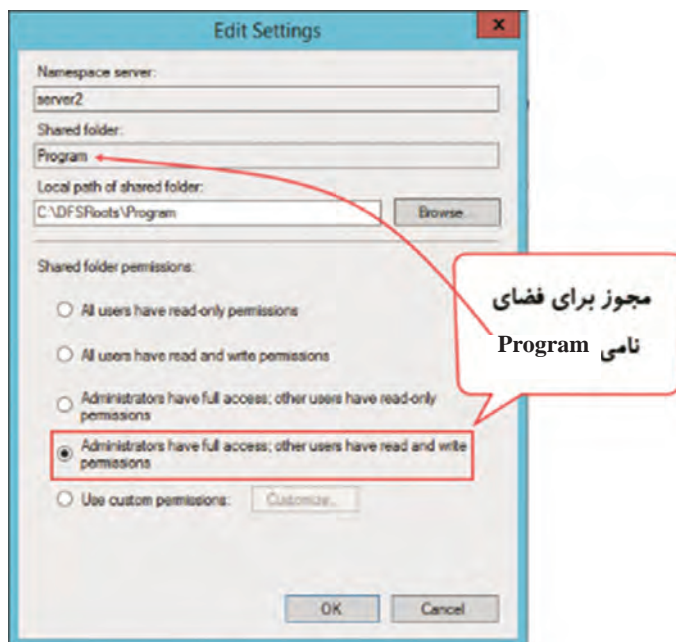 Edit Settings
x
Namespace server:
server2
Shared folder:
Program
Local path of shared folder:
C:\DFSRoots\Program
Browse...
Shared folder permissions:
All users have read-only permissions
All users have read and write permissions
Administrators have full access; other users have read-only
permissions
Administrators have full access; other users have read and write
permissions
Use custom permissions:
Customize...
مجوز برای فضای
نامی Program
OK
Cancel